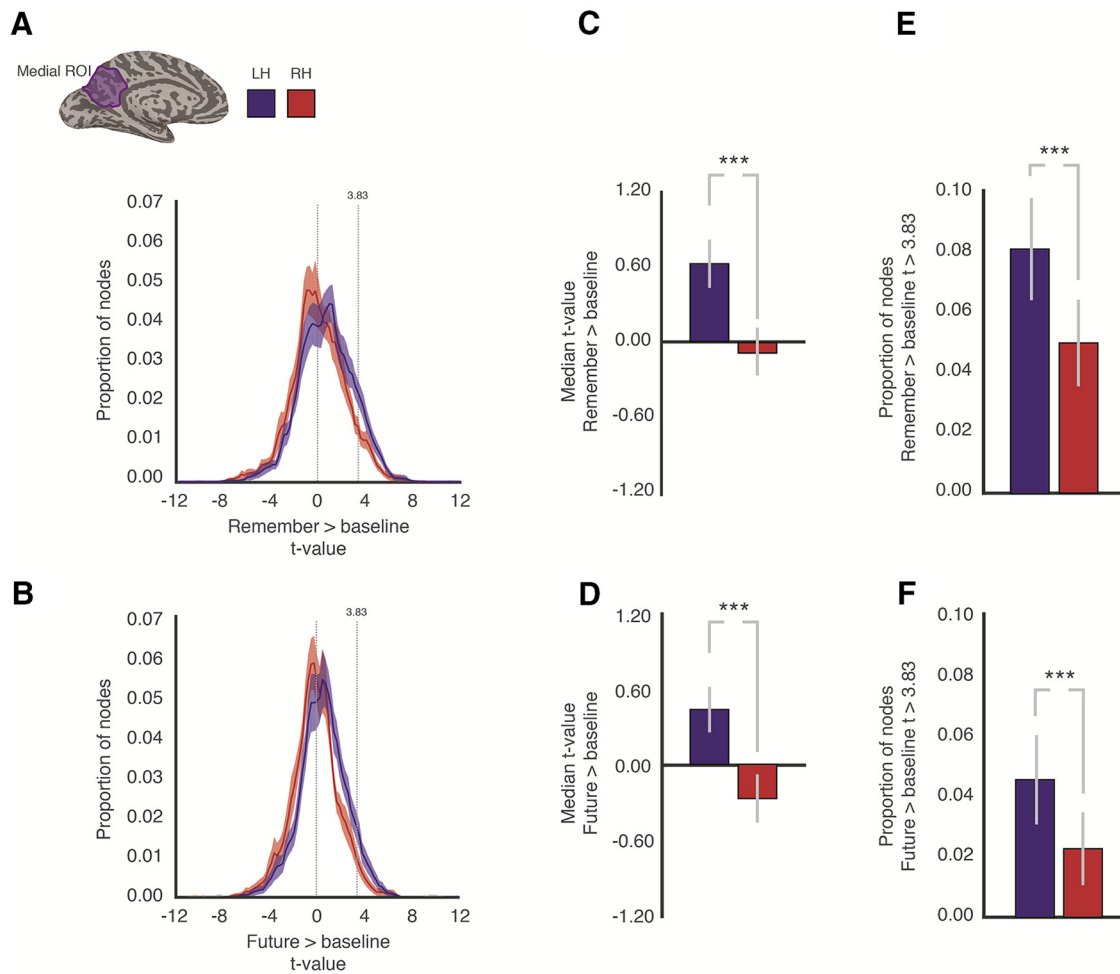 A
Medial ROI
LH
RH
3.83
0.07
0.06
0.05
0.04
0.03
0.02
0.01
0.00
-12
-8
-4
0
4
8
12
Proportion of nodes
Remember > baseline
t-value
B
3.83
0.07
0.06
0.05
0.04
0.03
0.02
0.01
0.00
-12
-8
-4
0
4
8
12
Proportion of nodes
Future > baseline
t-value
C
***
1.20
0.60
0.00
-0.60
-1.20
Median t-value
Remember > baseline
D
***
1.20
0.60
0.00
-0.60
-1.20
Median t-value
Future > baseline
E
***
0.10
0.08
0.06
0.04
0.02
0.00
Proportion of nodes
Remember > baseline t > 3.83
F
***
0.10
0.08
0.06
0.04
0.02
0.00
Proportion of nodes
Future > baseline t > 3.83